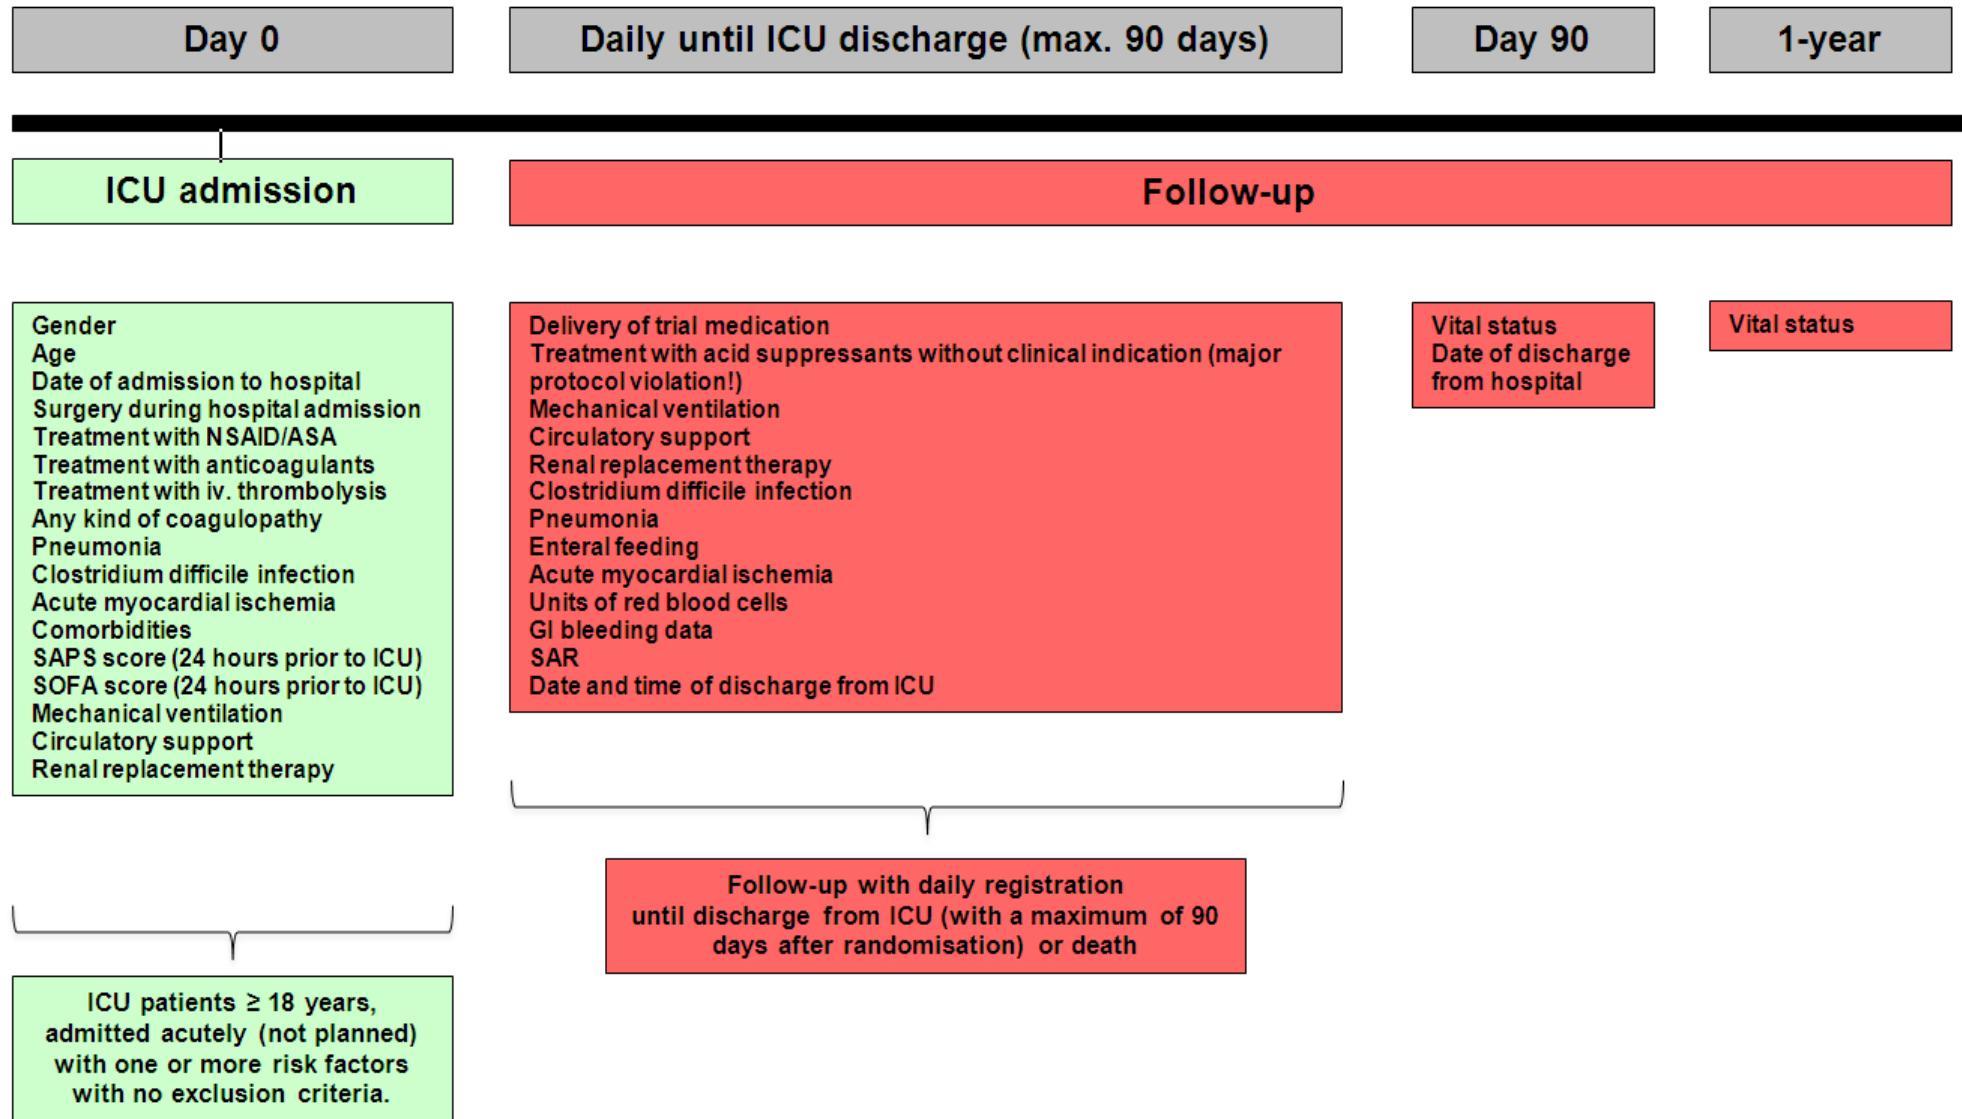 Day 0
Daily until ICU discharge (max. 90 days)
Day 90
1-year
ICU admission
Follow-up
Gender
Age
Date of admission to hospital
Surgery during hospital admission
Treatment with NSAID/ASA
Treatment with anticoagulants
Treatment with iv. thrombolysis
Any kind of coagulopathy
Pneumonia
Clostridium difficile infection
Acute myocardial ischemia
Comorbidities
SAPS score (24 hours prior to ICU)
SOFA score (24 hours prior to ICU)
Mechanical ventilation
Circulatory support
Renal replacement therapy
Delivery of trial medication
Treatment with acid suppressants without clinical indication (major
protocol violation!)
Mechanical ventilation
Circulatory support
Renal replacement therapy
Clostridium difficile infection
Pneumonia
Enteral feeding
Acute myocardial ischemia
Units of red blood cells
GI bleeding data
SAR
Date and time of discharge from ICU
Vital status
Date of discharge
from hospital
Vital status
Follow-up with daily registration
until discharge from ICU (with a maximum of 90
days after randomisation) or death
ICU patients ≥ 18 years,
admitted acutely (not planned)
with one or more risk factors
with no exclusion criteria.